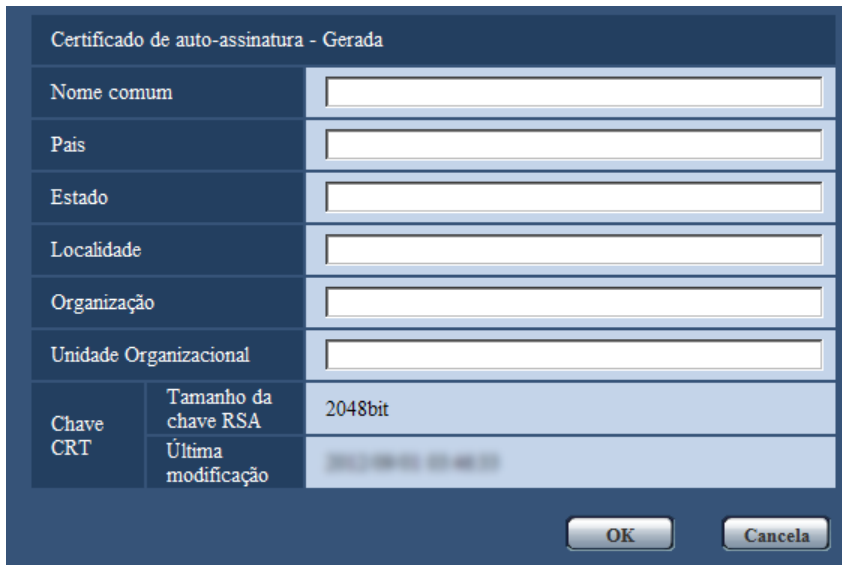 Certificado de auto-assinatura - Gerada
Nome comum
Pais
Estado
Localidade
Organização
Unidade Organizacional
Chave
CRT
Tamanho da
chave RSA
2048bit
Última
modificação
OK
Cancela